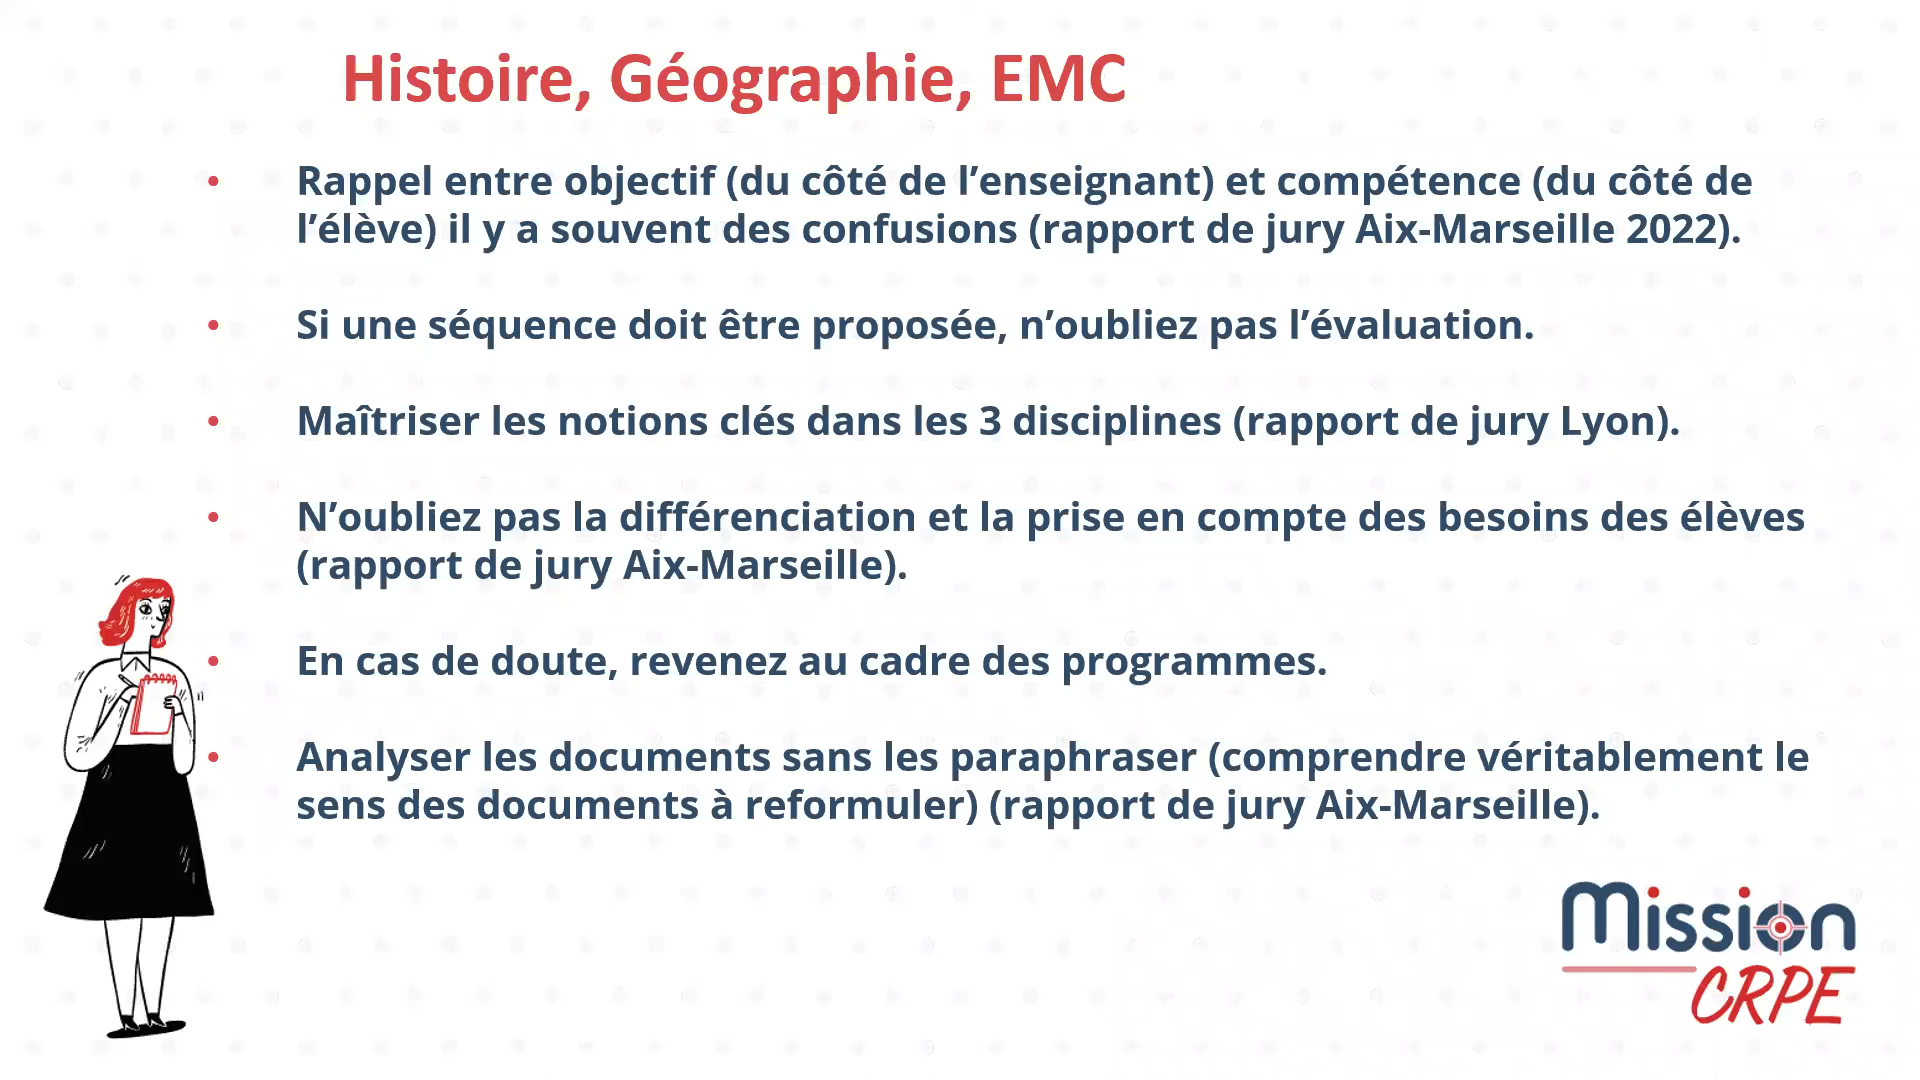 Histoire, Géographie, EMC
• Rappel entre objectif (du côté de l’enseignant) et compétence (du côté de
l’élève) il y a souvent des confusions (rapport de jury Aix-Marseille 2022).
• Si une séquence doit être proposée, n’oubliez pas l’évaluation.
• Maîtriser les notions clés dans les 3 disciplines (rapport de jury Lyon).
• N’oubliez pas la différenciation et la prise en compte des besoins des élèves
(rapport de jury Aix-Marseille).
• En cas de doute, revenez au cadre des programmes.
• Analyser les documents sans les paraphraser (comprendre véritablement le
sens des documents à reformuler) (rapport de jury Aix-Marseille).
Mission
CRPE